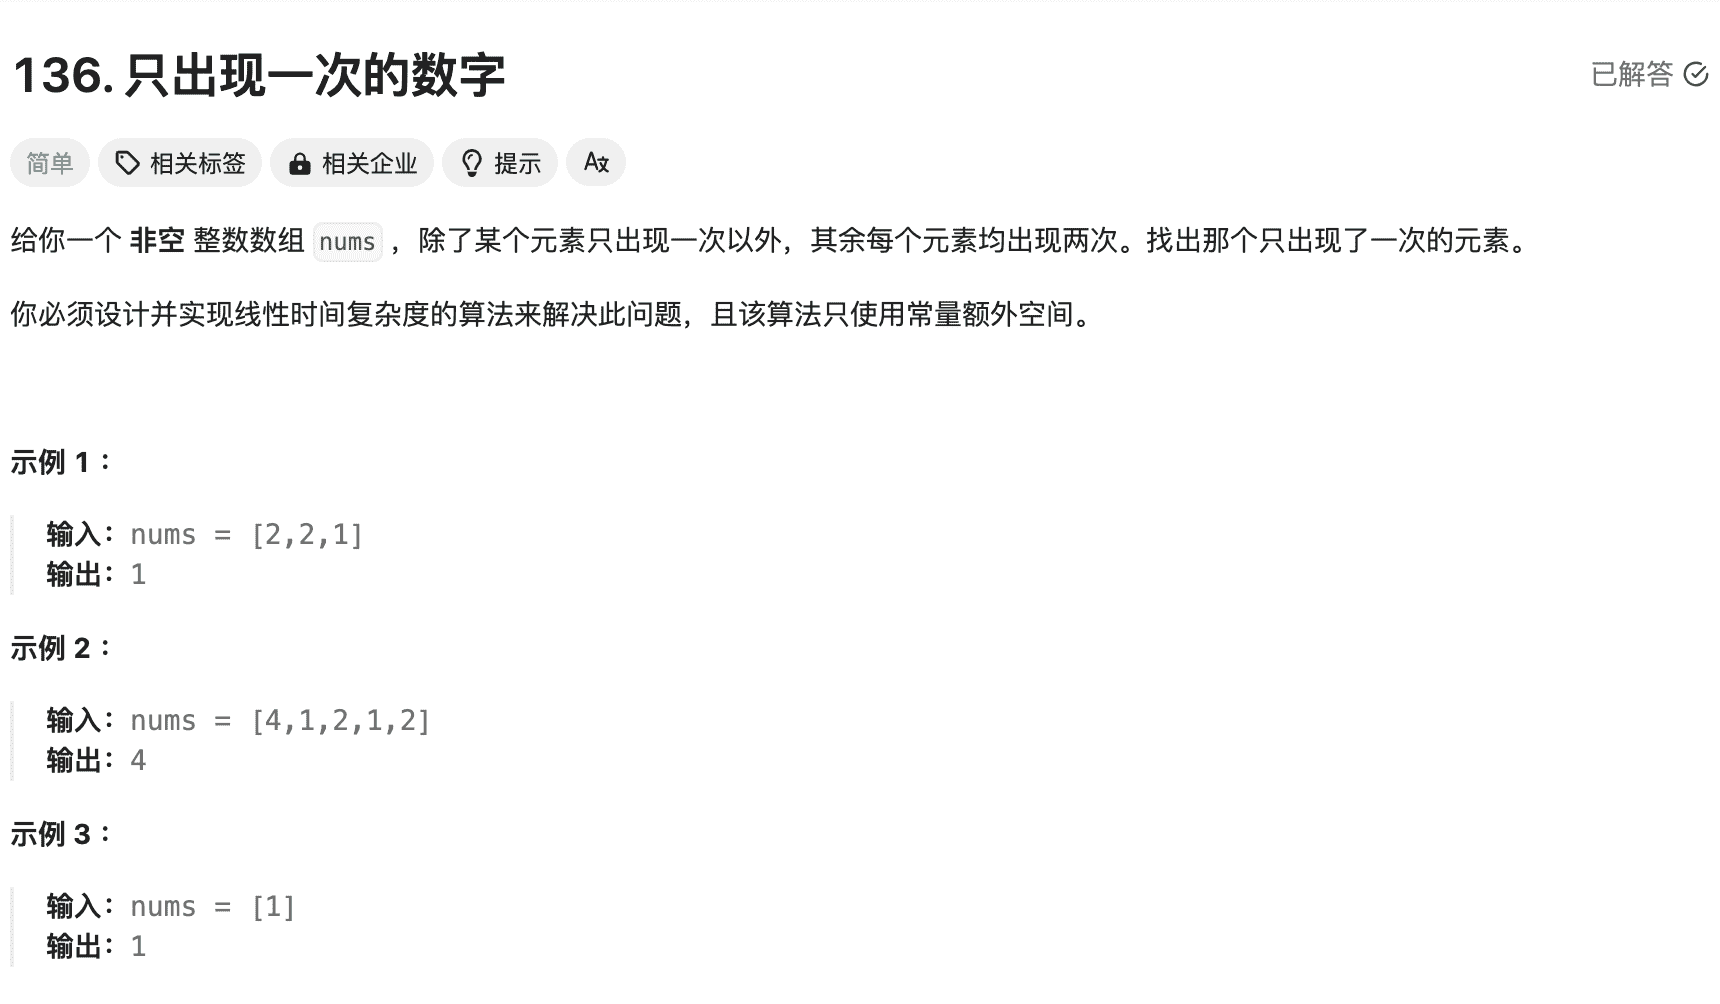 136. 只出现一次的数字
已解答
简单 相关标签 相关企业 提示 A文
给你一个 非空 整数数组 nums ，除了某个元素只出现一次以外，其余每个元素均出现两次。找出那个只出现了一次的元素。
你必须设计并实现线性时间复杂度的算法来解决此问题，且该算法只使用常量额外空间。
示例 1 ：
输入：nums = [2,2,1]
输出：1
示例 2 ：
输入：nums = [4,1,2,1,2]
输出：4
示例 3 ：
输入：nums = [1]
输出：1